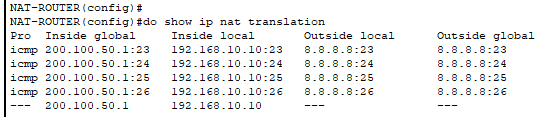 NAT-ROUTER(config)#
NAT-ROUTER(config)#do show ip nat translation
Pro  Inside global     Inside local       Outside local      Outside global
icmp 200.100.50.1:23   192.168.10.10:23   8.8.8.8:23         8.8.8.8:23
icmp 200.100.50.1:24   192.168.10.10:24   8.8.8.8:24         8.8.8.8:24
icmp 200.100.50.1:25   192.168.10.10:25   8.8.8.8:25         8.8.8.8:25
icmp 200.100.50.1:26   192.168.10.10:26   8.8.8.8:26         8.8.8.8:26
---  200.100.50.1      192.168.10.10      ---                ---